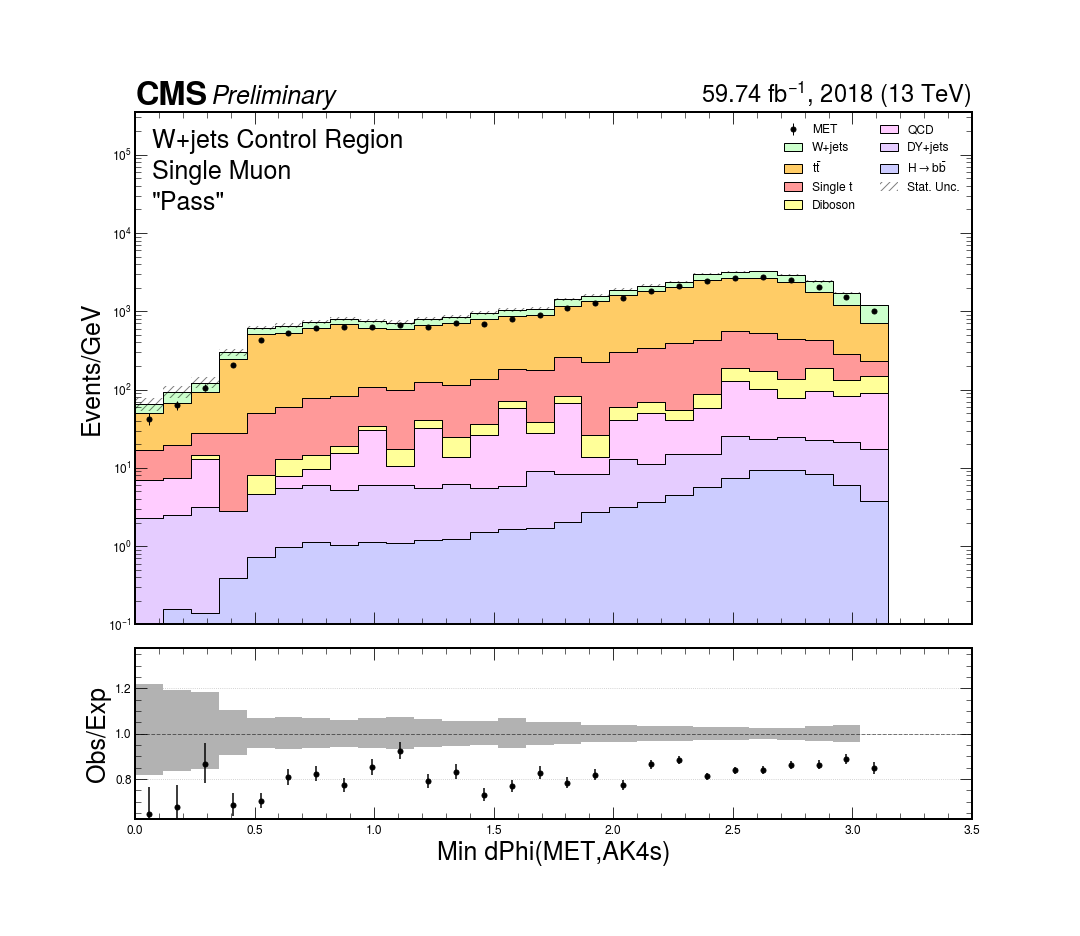 CMS Preliminary
59.74 fb⁻¹, 2018 (13 TeV)
W+jets Control Region
Single Muon
"Pass"
MET
W+jets
tt̄
Single t
Diboson
QCD
DY+jets
H→bb̄
Stat. Unc.
Events/GeV
10⁵
10⁴
10³
10²
10¹
10⁰
10⁻¹
Obs/Exp
1.2
1.0
0.8
0.0 0.5 1.0 1.5 2.0 2.5 3.0 3.5
Min dPhi(MET,AK4s)